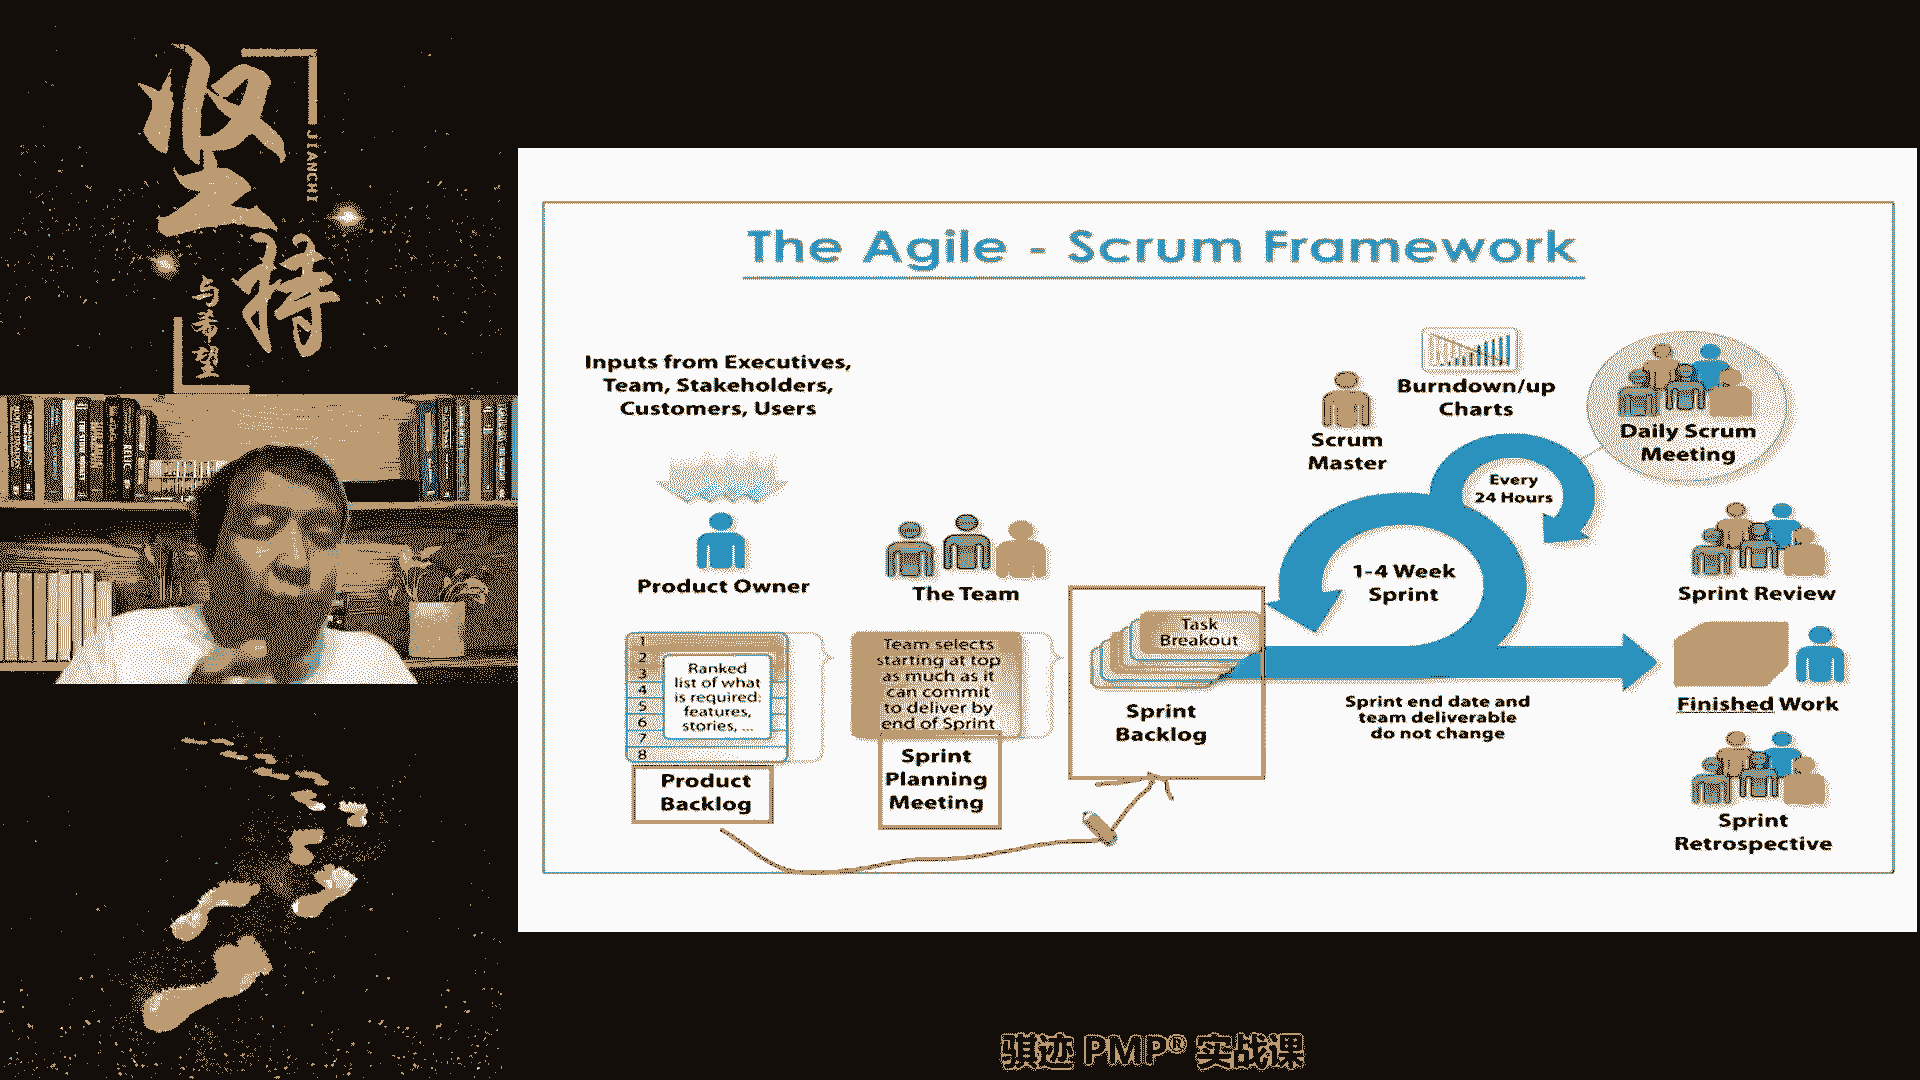 坚持
JIANCHI
与希望
The Agile - Scrum Framework
Inputs from Executives,
Team, Stakeholders,
Customers, Users
Product Owner
The Team
1
2
3
4
5
6
7
8
Ranked
list of what
is required:
features,
stories, ...
Product
Backlog
Team selects
starting at top
as much as it
can commit
to deliver by
end of Sprint
Sprint
Planning
Meeting
Task
Breakout
Sprint
Backlog
Scrum
Master
Burndown/up
Charts
Daily Scrum
Meeting
Every
24 Hours
1-4 Week
Sprint
Sprint end date and
team deliverable
do not change
Sprint Review
Finished Work
Sprint
Retrospective
骐迹 PMP® 实战课